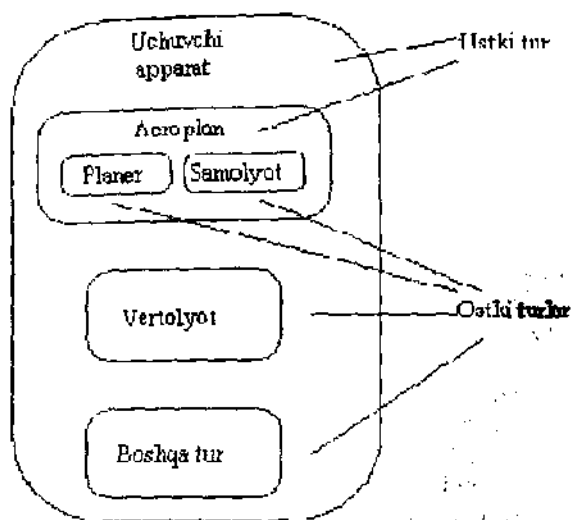 Uchuvchi
apparat
Ustki tur
Aeroplan
Planer
Samolyot
Vertolyot
Ostki turlar
Boshqa tur